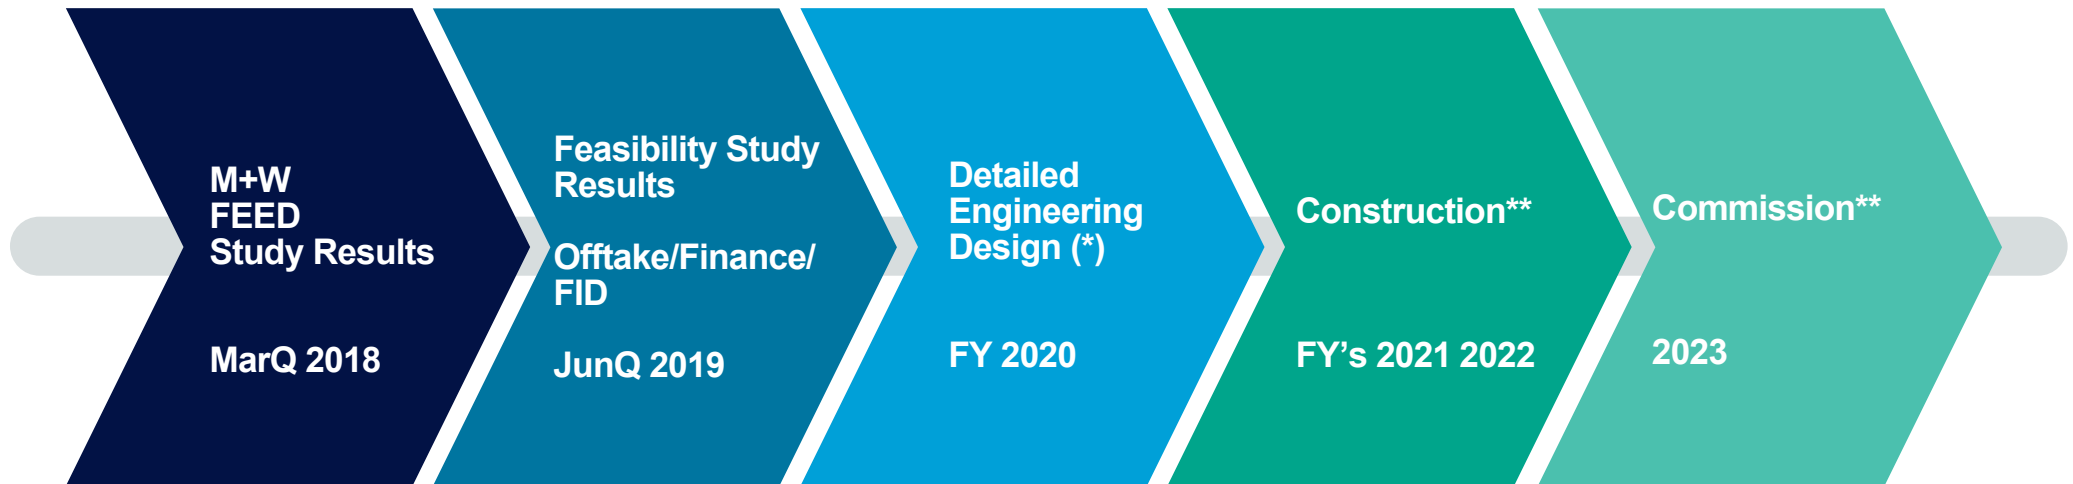 M+W
FEED
Study Results
MarQ 2018
Feasibility Study
Results
Offtake/Finance/
FID
JunQ 2019
Detailed
Engineering
Design (*)
FY 2020
Construction**
FY’s 2021 2022
Commission**
2023